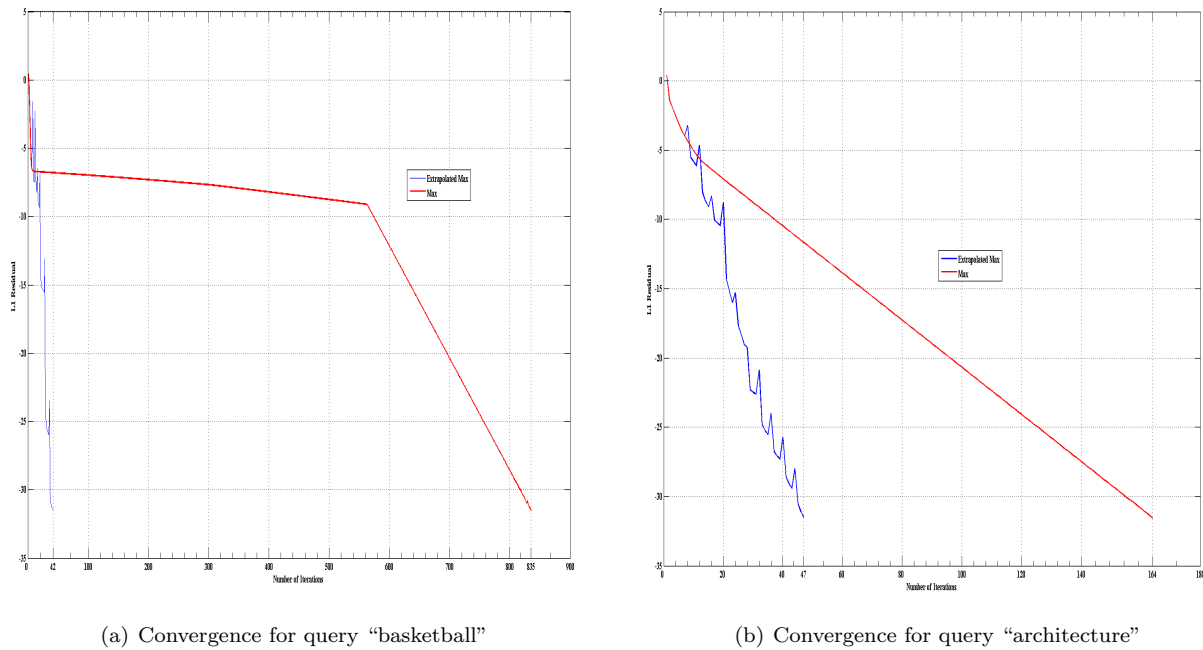 5
0
-5
-10
-15
-20
-25
-30
-35
L1 Residual
0 42 100 200 300 400 500 600 700 835 900
Number of Iterations
Extrapolated Max
Max
(a) Convergence for query “basketball”
5
0
-5
-10
-15
-20
-25
-30
-35
L1 Residual
0 20 40 47 60 80 100 120 140 164 180
Number of Iterations
Extrapolated Max
Max
(b) Convergence for query “architecture”